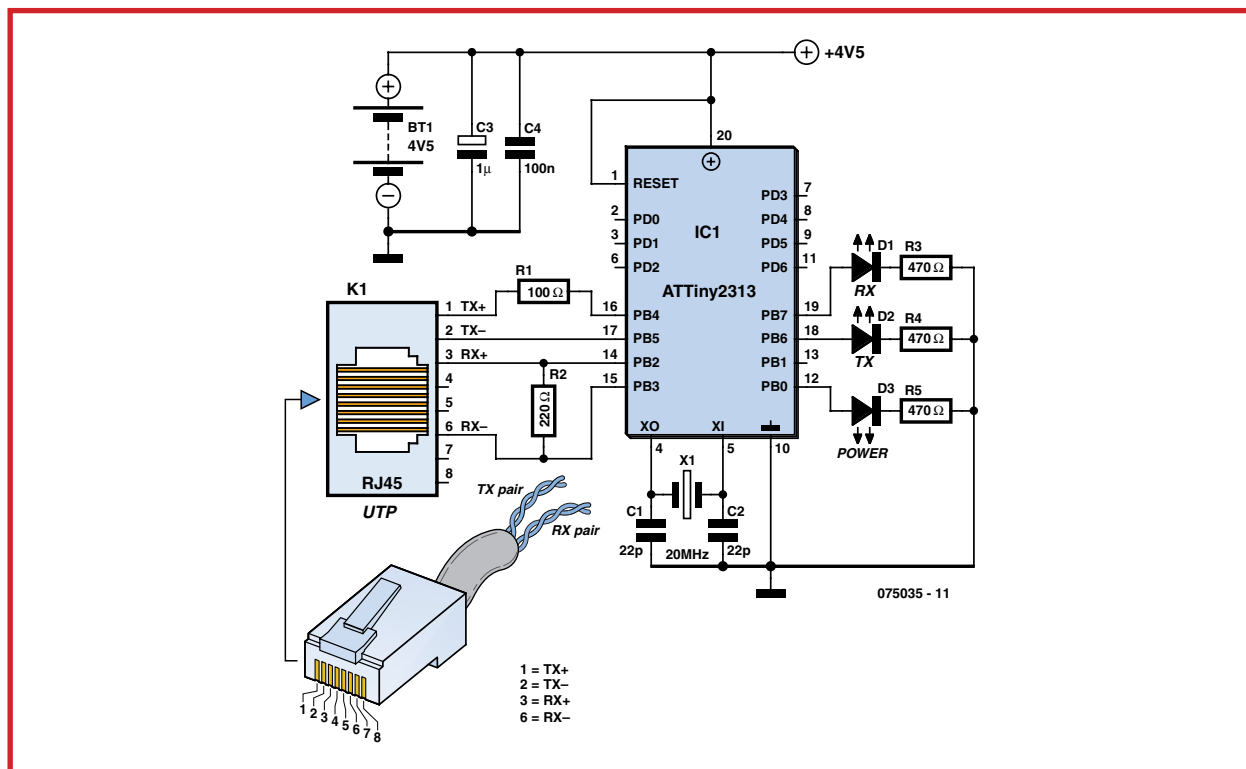 +4V5
BT1
4V5
C3
1µ
C4
100n
20
1
RESET
2
PD0
3
PD1
6
PD2
IC1
ATTiny2313
PD3
7
PD4
8
PD5
9
PD6
11
K1
1 TX+
2 TX–
3 RX+
4
5
6 RX–
7
8
RJ45
UTP
R1
100 Ω
R2
220 Ω
16
PB4
17
PB5
14
PB2
15
PB3
PB7
19
PB6
18
PB1
13
PB0
12
D1
RX
R3
470 Ω
D2
TX
R4
470 Ω
D3
POWER
R5
470 Ω
XO
4
XI
5
10
X1
C1
22p
20MHz
C2
22p
075035 - 11
TX pair
RX pair
1 2 3 4 5 6 7 8
1 = TX+
2 = TX–
3 = RX+
6 = RX–